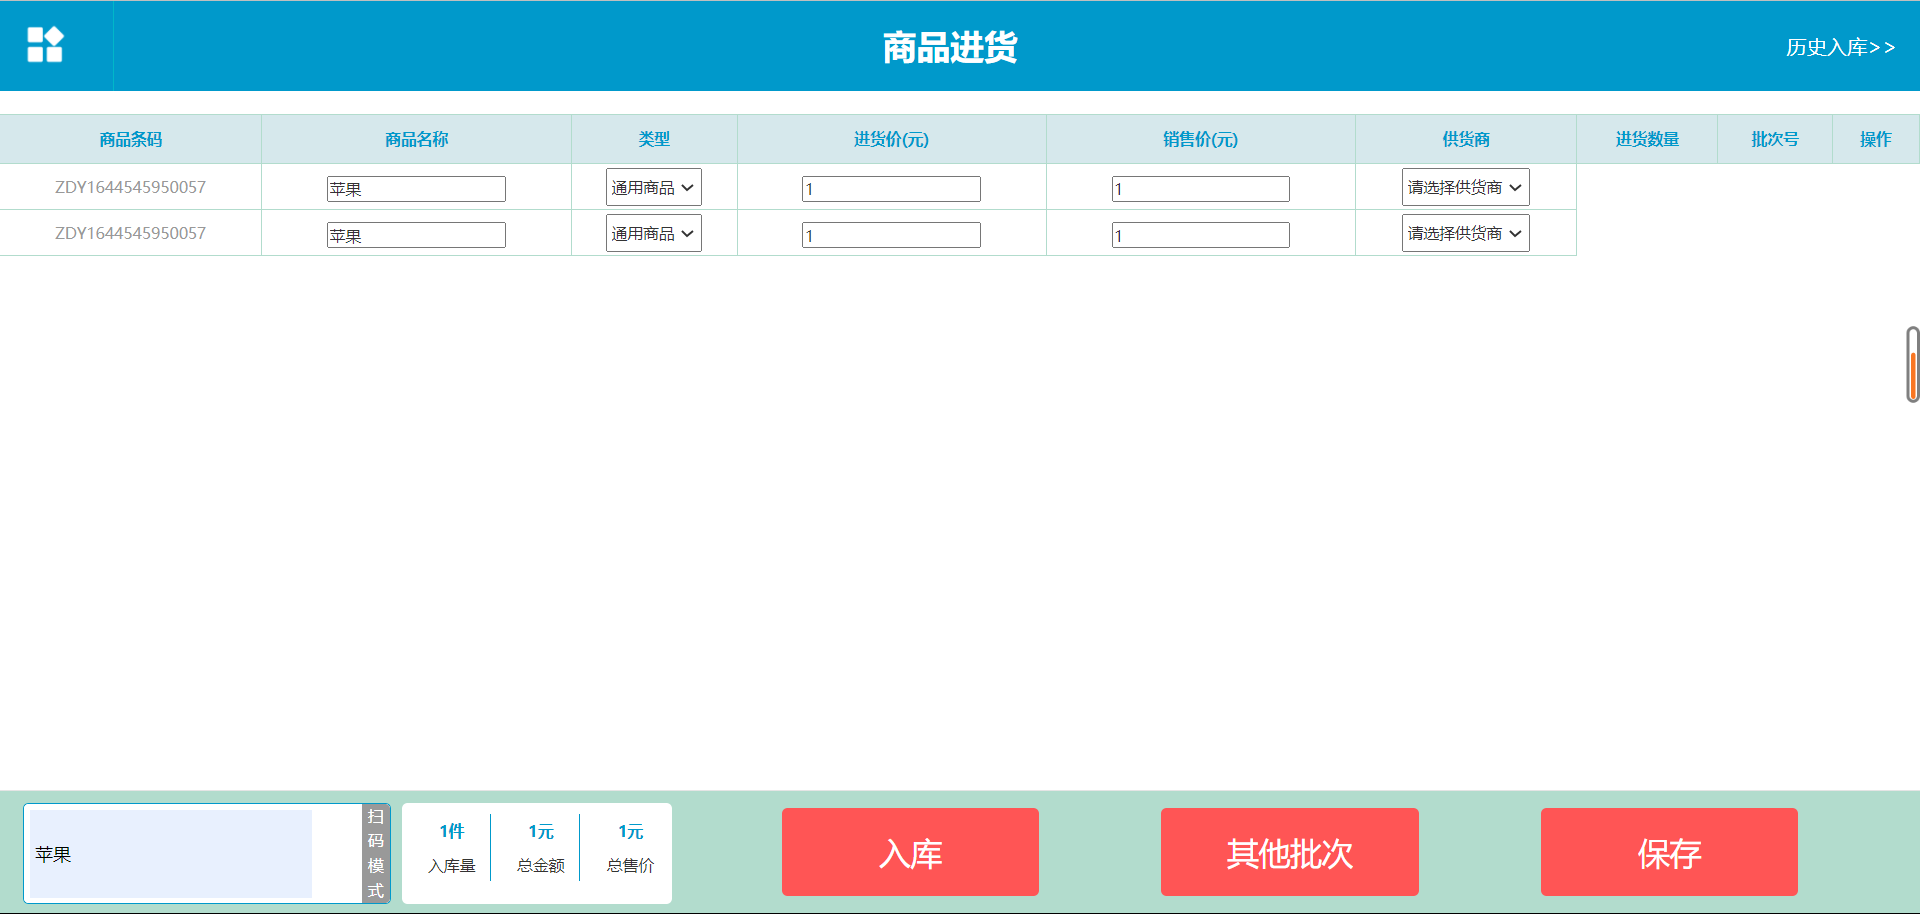 商品进货
历史入库>>
商品条码 商品名称 类型 进货价(元) 销售价(元) 供货商 进货数量 批次号 操作
ZDY1644545950057 苹果 通用商品 1 1 请选择供货商
ZDY1644545950057 苹果 通用商品 1 1 请选择供货商
苹果
扫
码
模
式
1件 1元 1元
入库量 总金额 总售价
入库 其他批次 保存